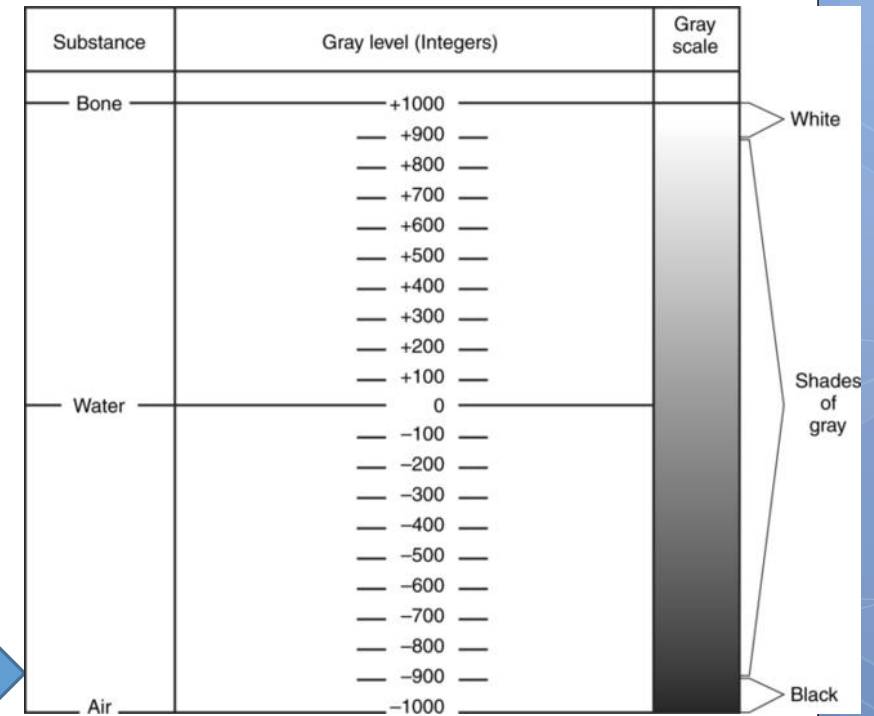 Substance
Gray level (Integers)
Gray
scale
Bone
+1000
+900
White
+800
+700
+600
+500
+400
+300
+200
+100
Water
0
Shades
of
gray
–100
–200
–300
–400
–500
–600
–700
–800
–900
Black
Air
–1000